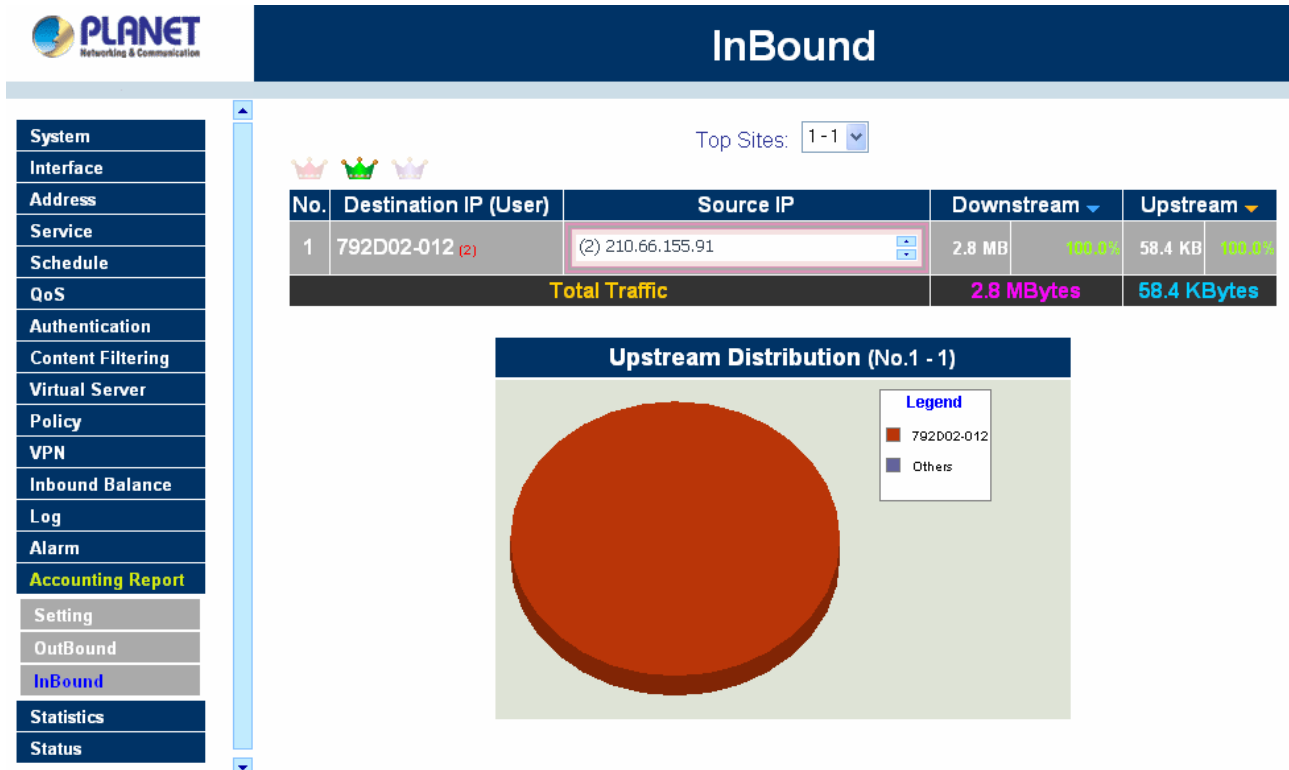 PLANET
Networking & Communication
InBound
System
Interface
Address
Service
Schedule
QoS
Authentication
Content Filtering
Virtual Server
Policy
VPN
Inbound Balance
Log
Alarm
Accounting Report
Setting
OutBound
InBound
Statistics
Status
Top Sites: 1 - 1
No. Destination IP (User) Source IP Downstream Upstream
1 792D02-012 (2) (2) 210.66.155.91 2.8 MB 100.0% 58.4 KB 100.0%
Total Traffic 2.8 MBytes 58.4 KBytes
Upstream Distribution (No.1 - 1)
Legend
792D02-012
Others